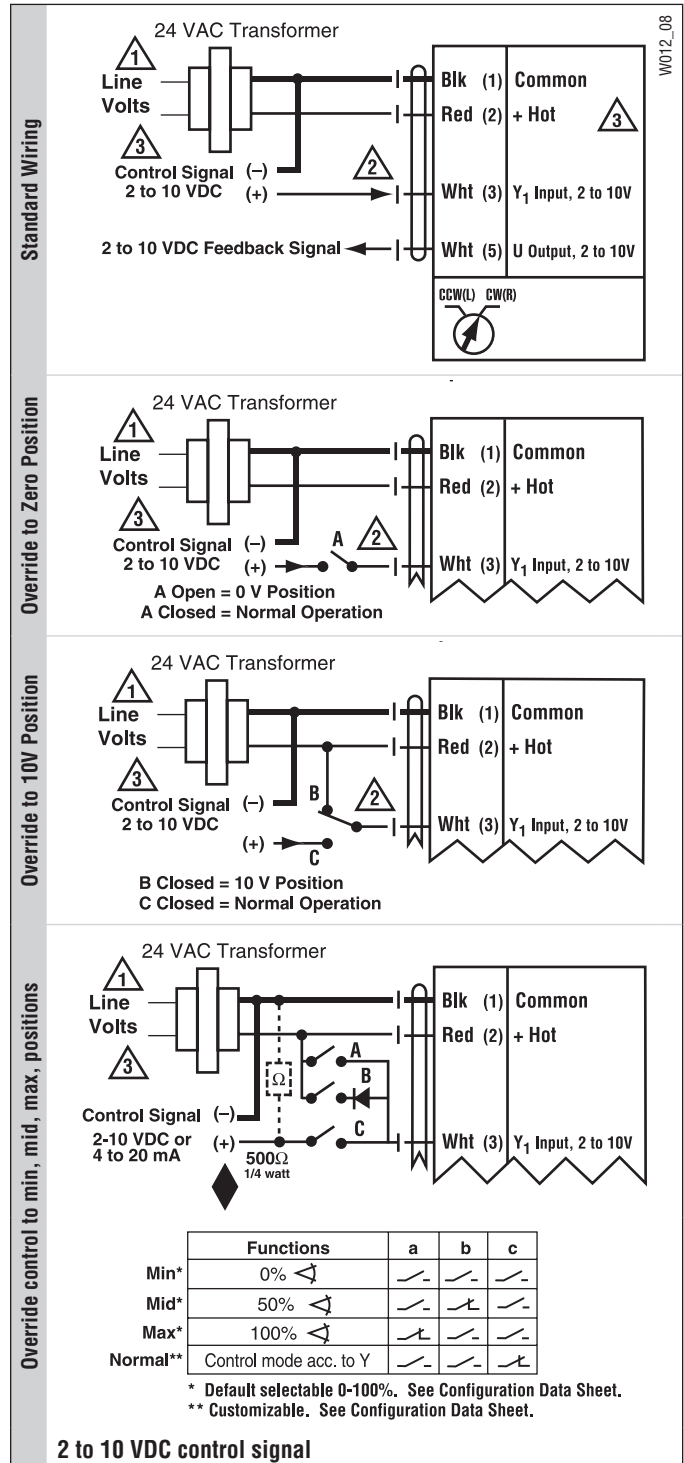 W012_08
Standard Wiring
24 VAC Transformer
1
Line
Volts
3
Control Signal (–)
2 to 10 VDC (+)
2
2 to 10 VDC Feedback Signal
Blk (1) Common
Red (2) + Hot
3
Wht (3) Y₁ Input, 2 to 10V
Wht (5) U Output, 2 to 10V
CCW(L) CW(R)
Override to Zero Position
24 VAC Transformer
1
Line
Volts
3
Control Signal (–)
2 to 10 VDC (+)
A
2
A Open = 0 V Position
A Closed = Normal Operation
Blk (1) Common
Red (2) + Hot
Wht (3) Y₁ Input, 2 to 10V
Override to 10V Position
24 VAC Transformer
1
Line
Volts
3
Control Signal (–)
2 to 10 VDC
(+)
B
2
C
B Closed = 10 V Position
C Closed = Normal Operation
Blk (1) Common
Red (2) + Hot
Wht (3) Y₁ Input, 2 to 10V
Override control to min, mid, max, positions
24 VAC Transformer
1
Line
Volts
3
Control Signal (–)
2-10 VDC or (+)
4 to 20 mA
Ω
500Ω
1/4 watt
A
B
C
Blk (1) Common
Red (2) + Hot
Wht (3) Y₁ Input, 2 to 10V
Functions a b c
Min* 0%
Mid* 50%
Max* 100%
Normal** Control mode acc. to Y
* Default selectable 0-100%. See Configuration Data Sheet.
** Customizable. See Configuration Data Sheet.
2 to 10 VDC control signal